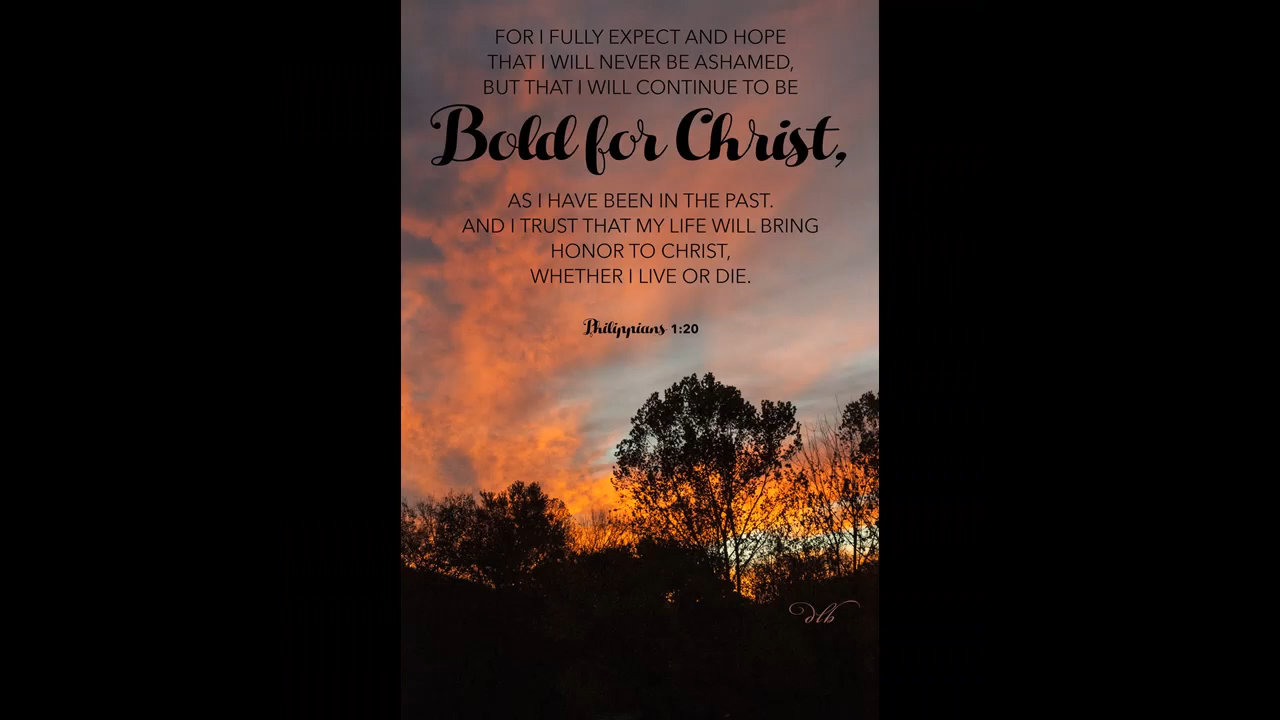 FOR I FULLY EXPECT AND HOPE
THAT I WILL NEVER BE ASHAMED,
BUT THAT I WILL CONTINUE TO BE
Bold for Christ,
AS I HAVE BEEN IN THE PAST.
AND I TRUST THAT MY LIFE WILL BRING
HONOR TO CHRIST,
WHETHER I LIVE OR DIE.
Philippians 1:20
dlb